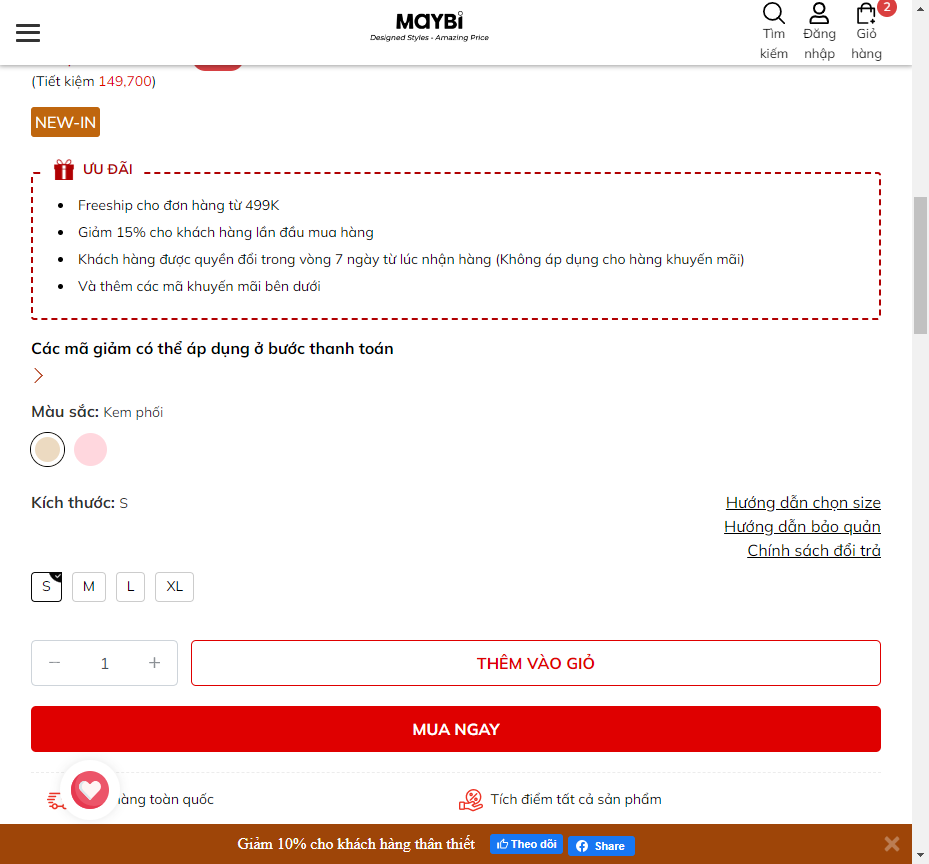 MAYBi
Designed Styles - Amazing Price
Tìm kiếm
Đăng nhập
Giỏ hàng
2
(Tiết kiệm 149,700)
NEW-IN
ƯU ĐÃI
Freeship cho đơn hàng từ 499K
Giảm 15% cho khách hàng lần đầu mua hàng
Khách hàng được quyền đổi trong vòng 7 ngày từ lúc nhận hàng (Không áp dụng cho hàng khuyến mãi)
Và thêm các mã khuyến mãi bên dưới
Các mã giảm có thể áp dụng ở bước thanh toán
Màu sắc: Kem phối
Kích thước: S
Hướng dẫn chọn size
Hướng dẫn bảo quản
Chính sách đổi trả
S M L XL
1
THÊM VÀO GIỎ
MUA NGAY
toàn quốc
Tích điểm tất cả sản phẩm
Giảm 10% cho khách hàng thân thiết
Theo dõi
Share